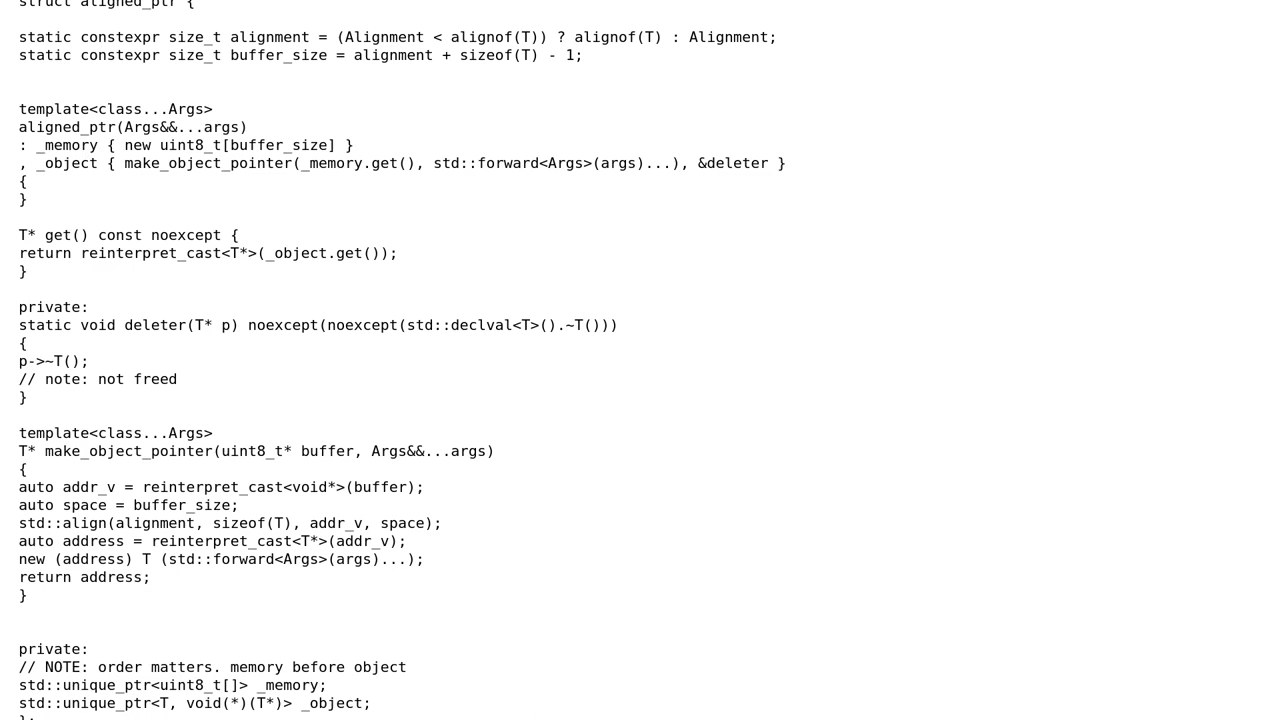 struct aligned_ptr {
static constexpr size_t alignment = (Alignment < alignof(T)) ? alignof(T) : Alignment;
static constexpr size_t buffer_size = alignment + sizeof(T) - 1;
template<class...Args>
aligned_ptr(Args&&...args)
: _memory { new uint8_t[buffer_size] }
, _object { make_object_pointer(_memory.get(), std::forward<Args>(args)...), &deleter }
{
}
T* get() const noexcept {
return reinterpret_cast<T*>(_object.get());
}
private:
static void deleter(T* p) noexcept(noexcept(std::declval<T>().~T()))
{
p->~T();
// note: not freed
}
template<class...Args>
T* make_object_pointer(uint8_t* buffer, Args&&...args)
{
auto addr_v = reinterpret_cast<void*>(buffer);
auto space = buffer_size;
std::align(alignment, sizeof(T), addr_v, space);
auto address = reinterpret_cast<T*>(addr_v);
new (address) T (std::forward<Args>(args)...);
return address;
}
private:
// NOTE: order matters. memory before object
std::unique_ptr<uint8_t[]> _memory;
std::unique_ptr<T, void(*)(T*)> _object;
};